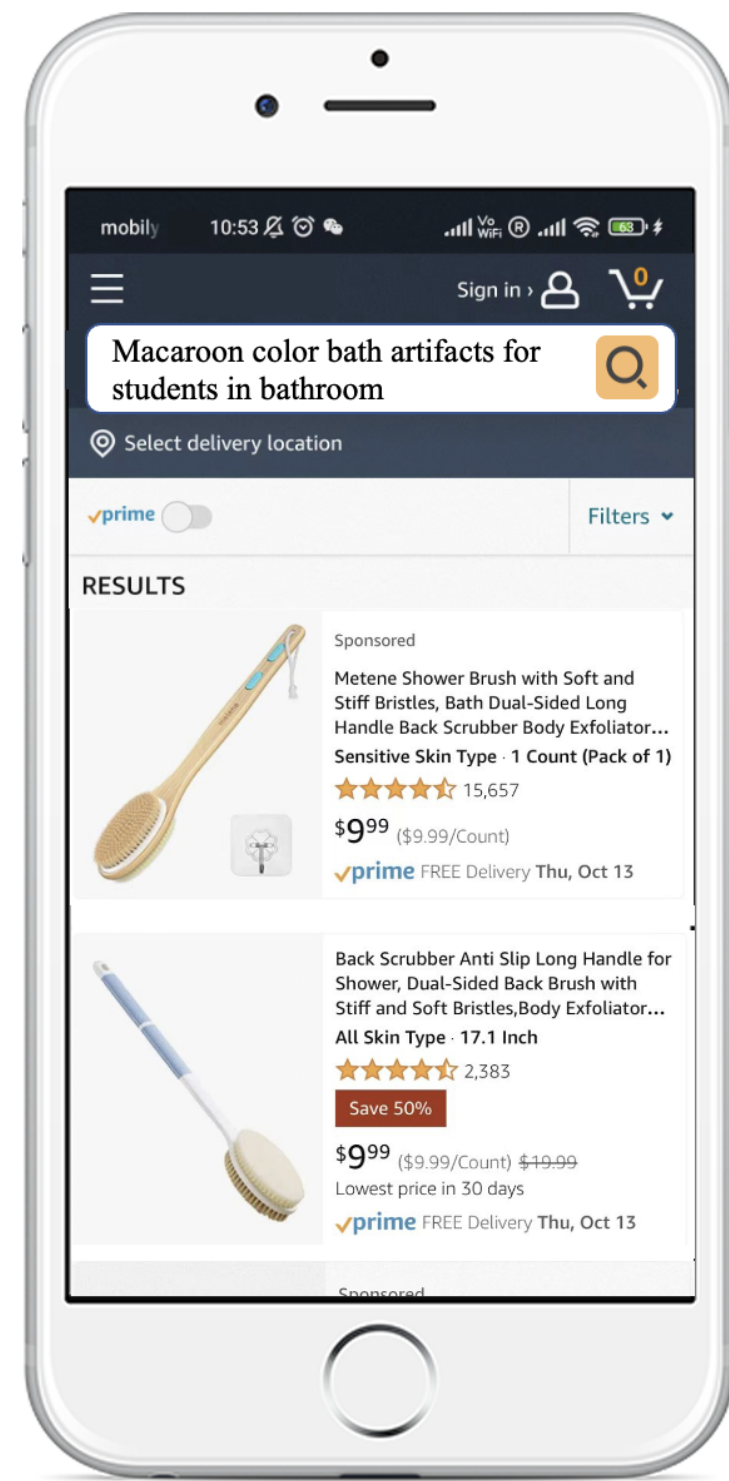 mobily 10:53 Vo WiFi R 63
Sign in › 0
Macaroon color bath artifacts for
students in bathroom
Select delivery location
prime Filters
RESULTS
Sponsored
Metene Shower Brush with Soft and
Stiff Bristles, Bath Dual-Sided Long
Handle Back Scrubber Body Exfoliator...
Sensitive Skin Type · 1 Count (Pack of 1)
15,657
$999 ($9.99/Count)
prime FREE Delivery Thu, Oct 13
Back Scrubber Anti Slip Long Handle for
Shower, Dual-Sided Back Brush with
Stiff and Soft Bristles,Body Exfoliator...
All Skin Type · 17.1 Inch
2,383
Save 50%
$999 ($9.99/Count) $19.99
Lowest price in 30 days
prime FREE Delivery Thu, Oct 13
Sponsored